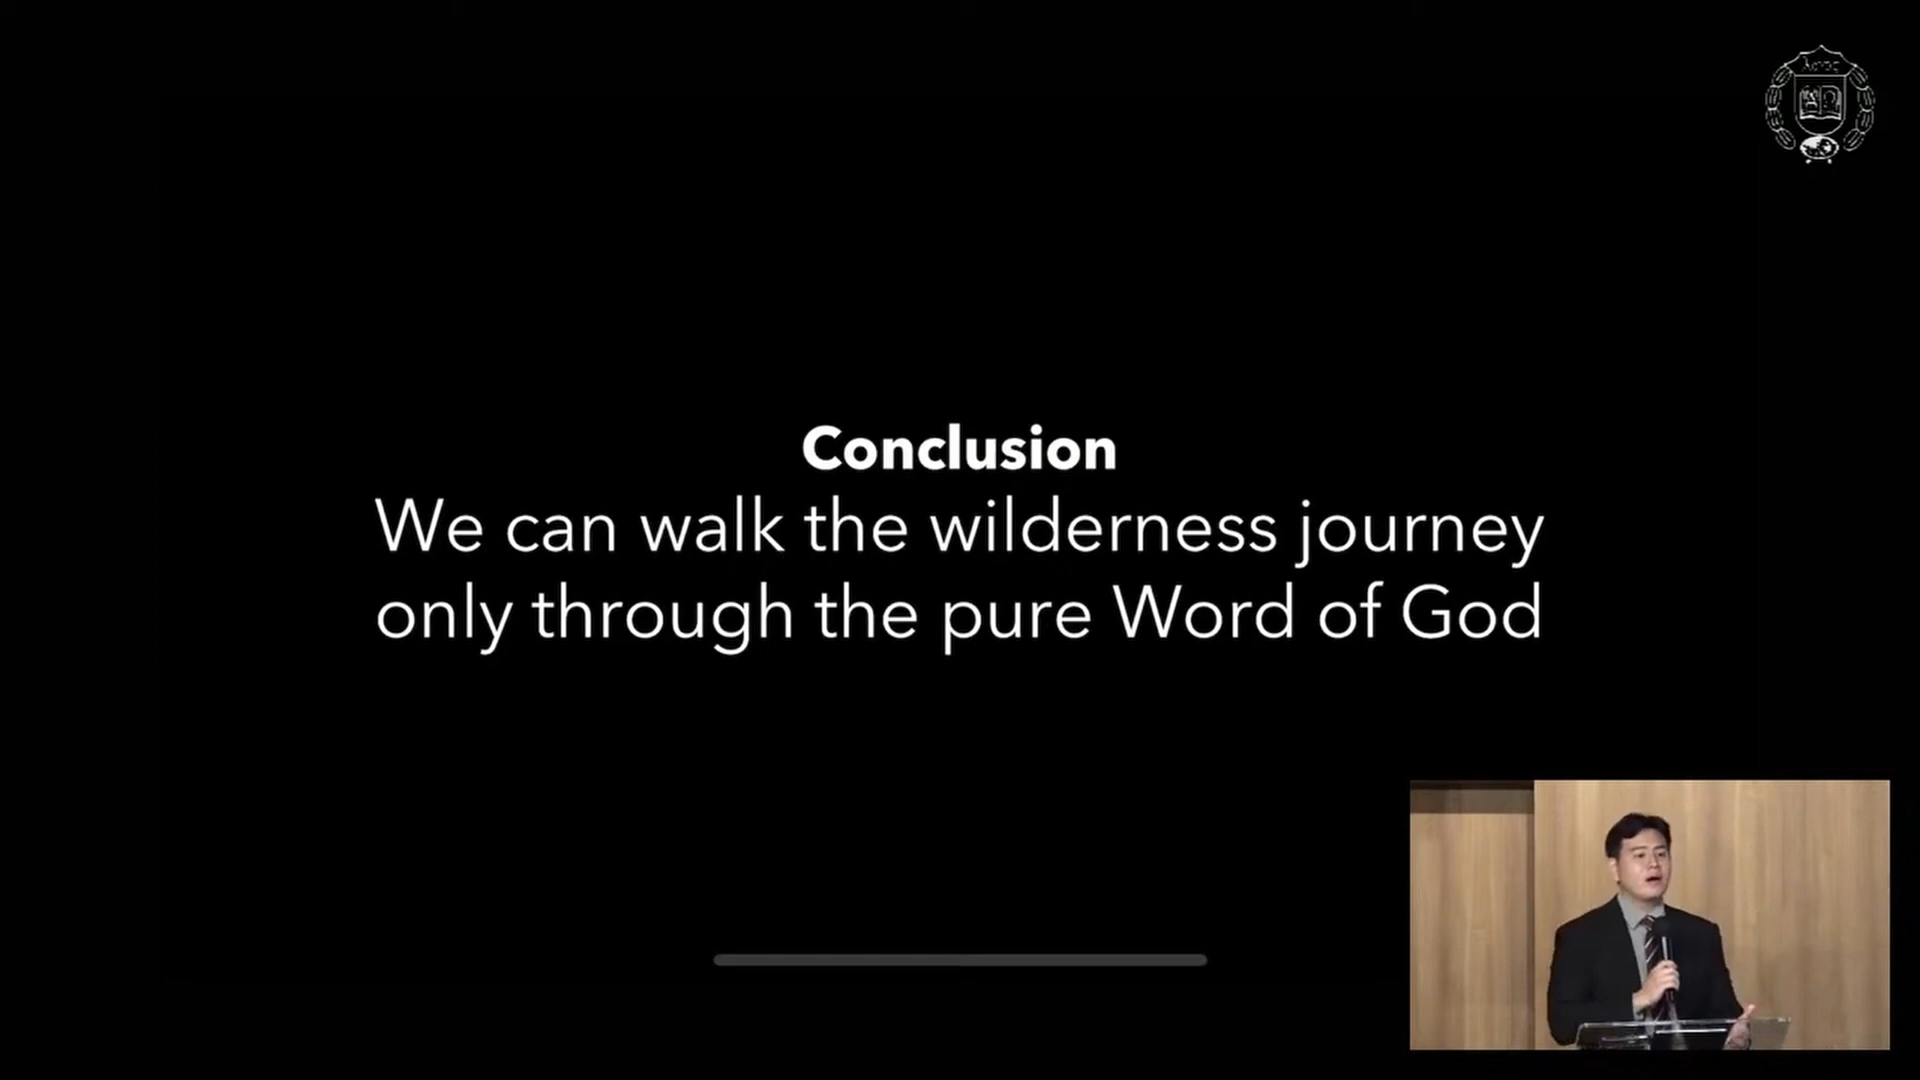 Conclusion
We can walk the wilderness journey
only through the pure Word of God